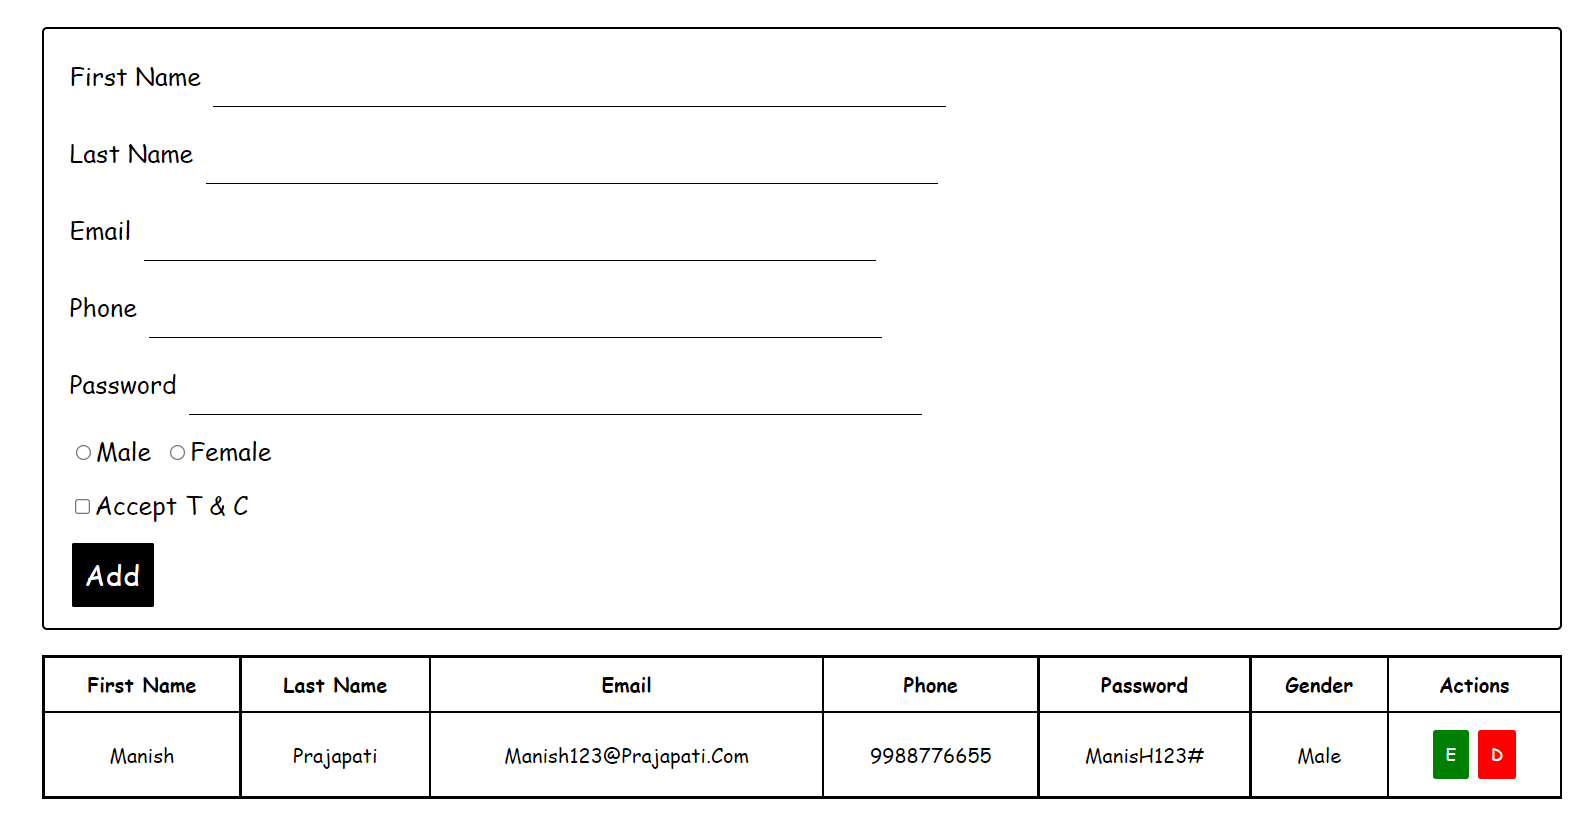 First Name
Last Name
Email
Phone
Password
Male Female
Accept T & C
Add
First Name Last Name Email Phone Password Gender Actions
Manish Prajapati Manish123@Prajapati.Com 9988776655 ManisH123# Male E D